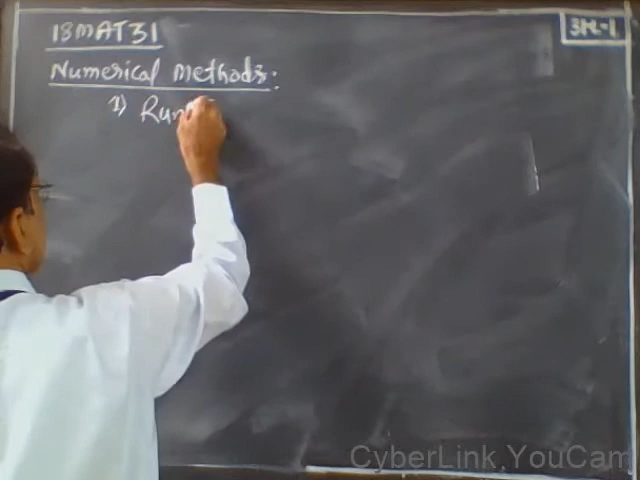 18MAT31
3M-1
Numerical Methods:
1) Run
CyberLink.YouCam